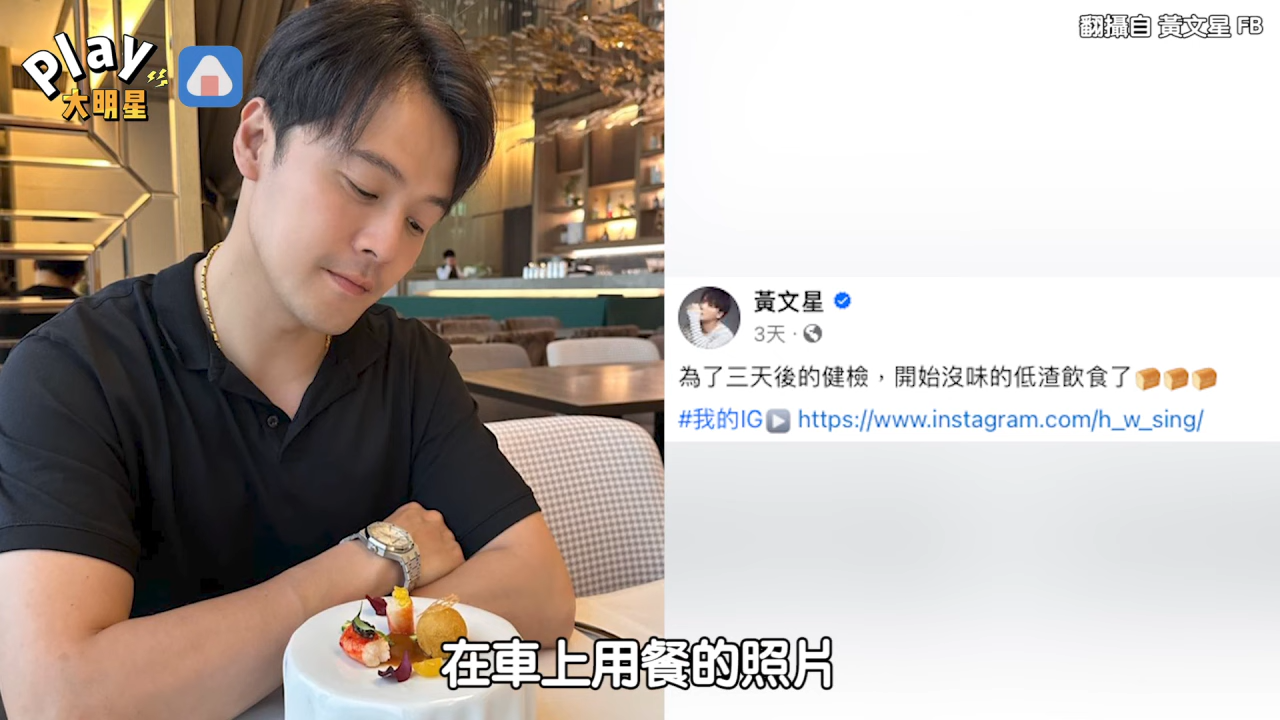 Play
大明星
翻攝自 黃文星 FB
黃文星
3天
為了三天後的健檢，開始沒味的低渣飲食了🍞🍞🍞
#我的IG▶️ https://www.instagram.com/h_w_sing/
在車上用餐的照片